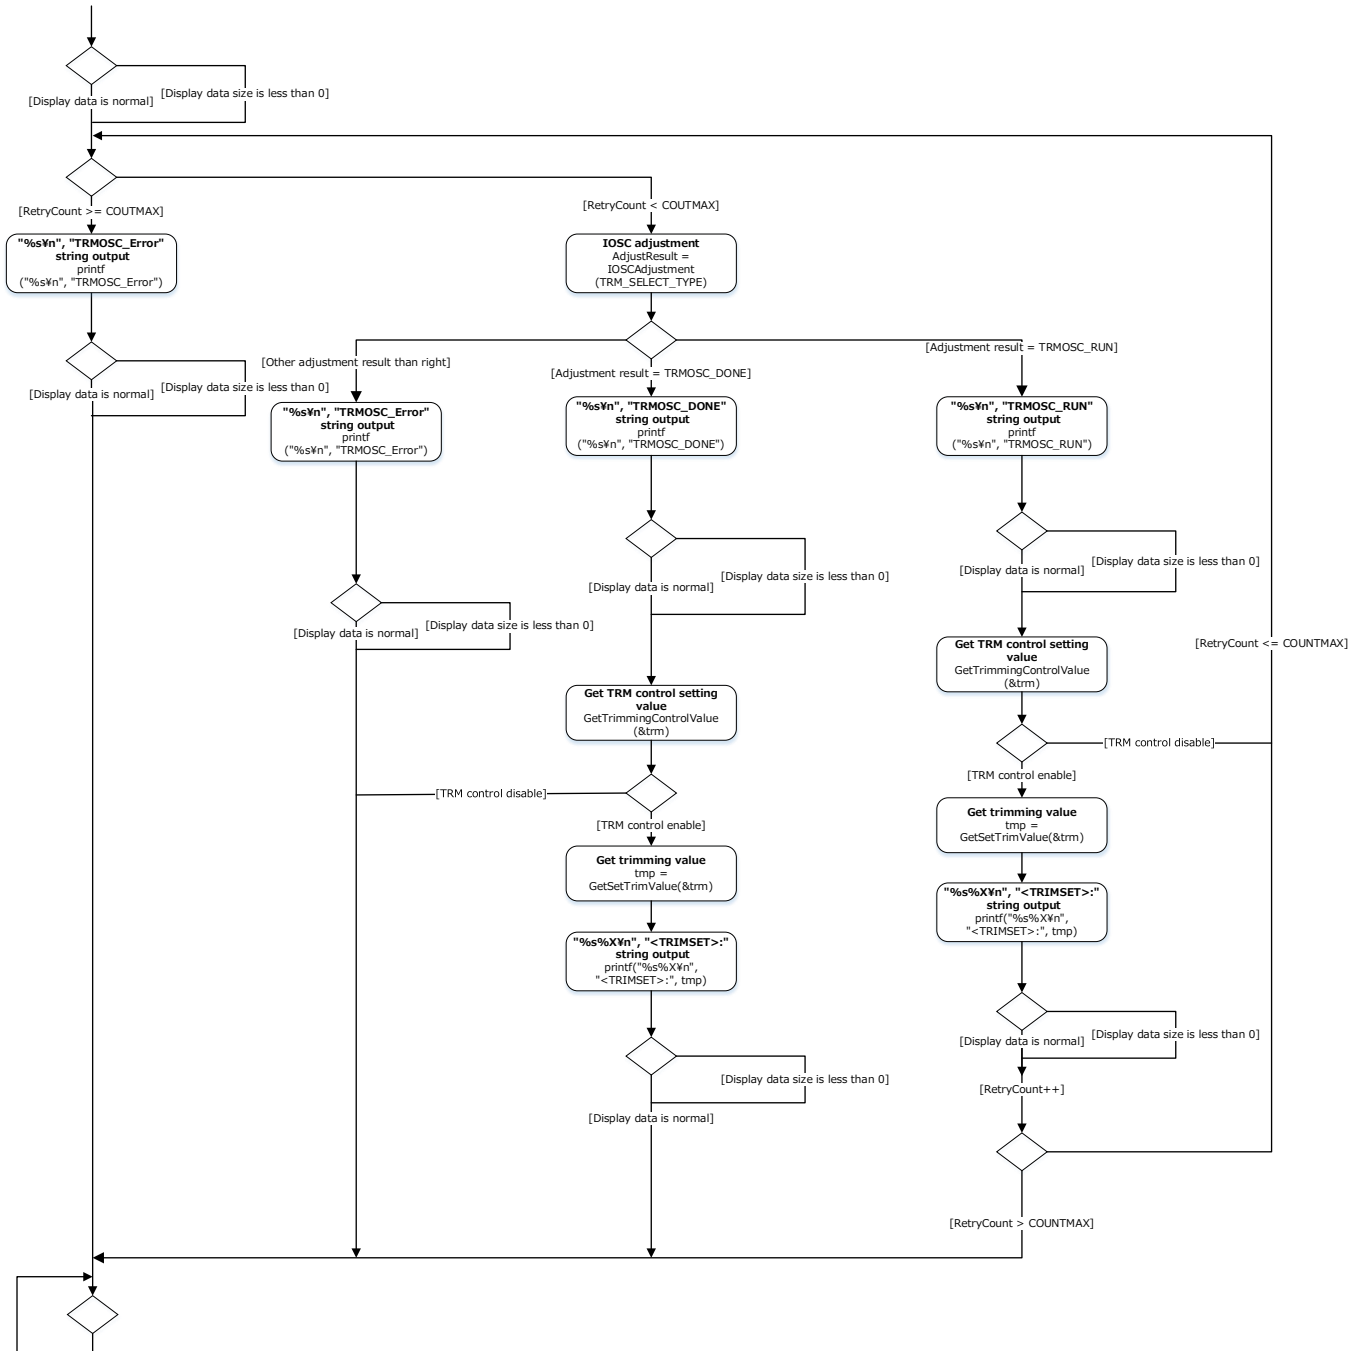 [Display data size is less than 0]
[Display data is normal]
[RetryCount >= COUTMAX]
[RetryCount < COUTMAX]
"%s¥n", "TRMOSC_Error"
string output
printf
("%s¥n", "TRMOSC_Error")
IOSC adjustment
AdjustResult =
IOSCAdjustment
(TRM_SELECT_TYPE)
[Display data is normal]
[Display data size is less than 0]
[Other adjustment result than right]
[Adjustment result = TRMOSC_DONE]
[Adjustment result = TRMOSC_RUN]
"%s¥n", "TRMOSC_Error"
string output
printf
("%s¥n", "TRMOSC_Error")
"%s¥n", "TRMOSC_DONE"
string output
printf
("%s¥n", "TRMOSC_DONE")
"%s¥n", "TRMOSC_RUN"
string output
printf
("%s¥n", "TRMOSC_RUN")
[Display data is normal]
[Display data size is less than 0]
[Display data is normal]
[Display data size is less than 0]
[Display data is normal]
[Display data size is less than 0]
[RetryCount <= COUNTMAX]
Get TRM control setting
value
GetTrimmingControlValue
(&trm)
Get TRM control setting
value
GetTrimmingControlValue
(&trm)
[TRM control disable]
[TRM control enable]
[TRM control disable]
[TRM control enable]
Get trimming value
tmp =
GetSetTrimValue(&trm)
Get trimming value
tmp =
GetSetTrimValue(&trm)
"%s%X¥n", "<TRIMSET>:"
string output
printf("%s%X¥n",
"<TRIMSET>:", tmp)
"%s%X¥n", "<TRIMSET>:"
string output
printf("%s%X¥n",
"<TRIMSET>:", tmp)
[Display data size is less than 0]
[Display data is normal]
[Display data is normal]
[Display data size is less than 0]
[RetryCount++]
[RetryCount > COUNTMAX]